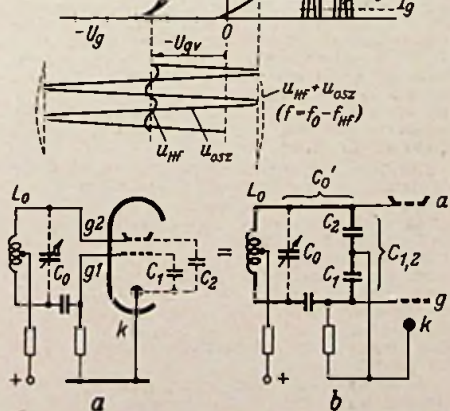 -Ug 0 Ig
-Ugv
uHf + uosz
(f=f₀-fHf)
uHf uosz
C₀'
L₀ g2 L₀ a
C₂
C₀ g1 C₁ C₂ = C₀ C₁,₂
C₁
g
k k
+ +
a b